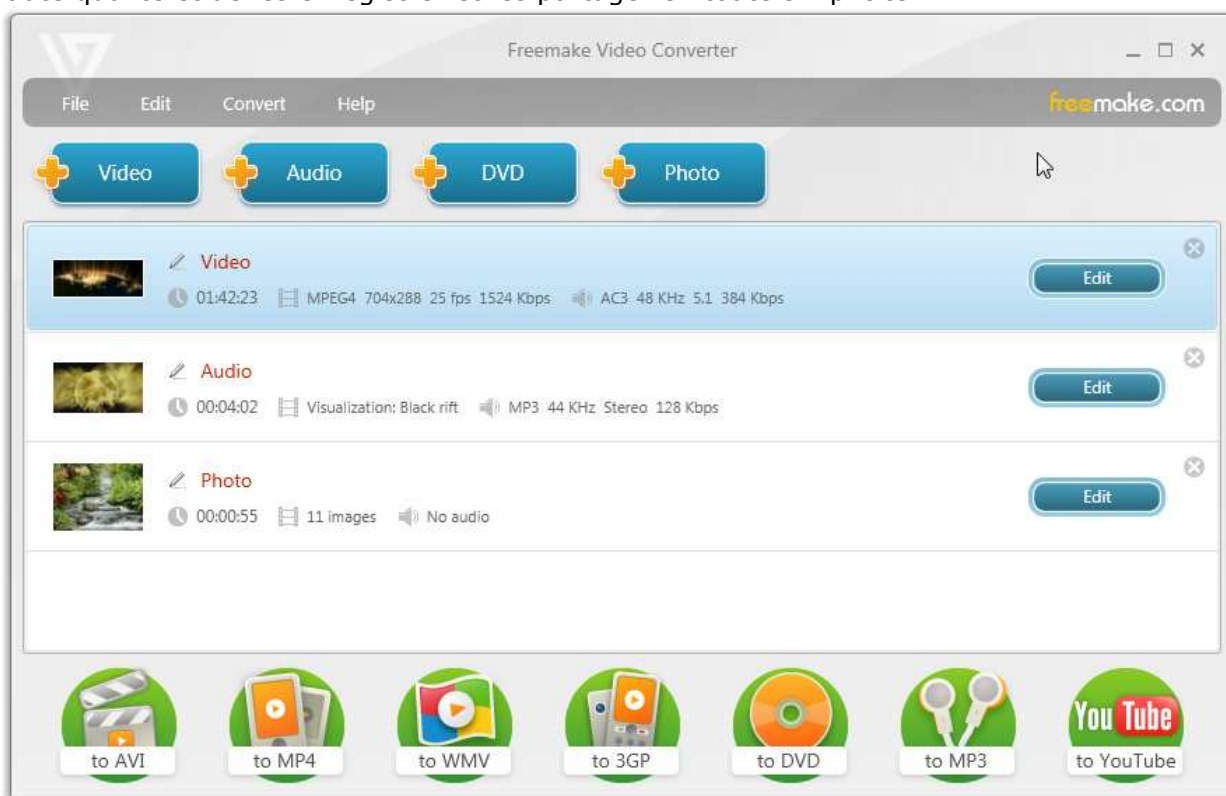 Freemake Video Converter
File Edit Convert Help freemake.com
Video Audio DVD Photo
Video
01:42:23 MPEG4 704x288 25 fps 1524 Kbps AC3 48 KHz 5.1 384 Kbps Edit
Audio
00:04:02 Visualization: Black rift MP3 44 KHz Stereo 128 Kbps Edit
Photo
00:00:55 11 images No audio Edit
You Tube
to AVI to MP4 to WMV to 3GP to DVD to MP3 to YouTube